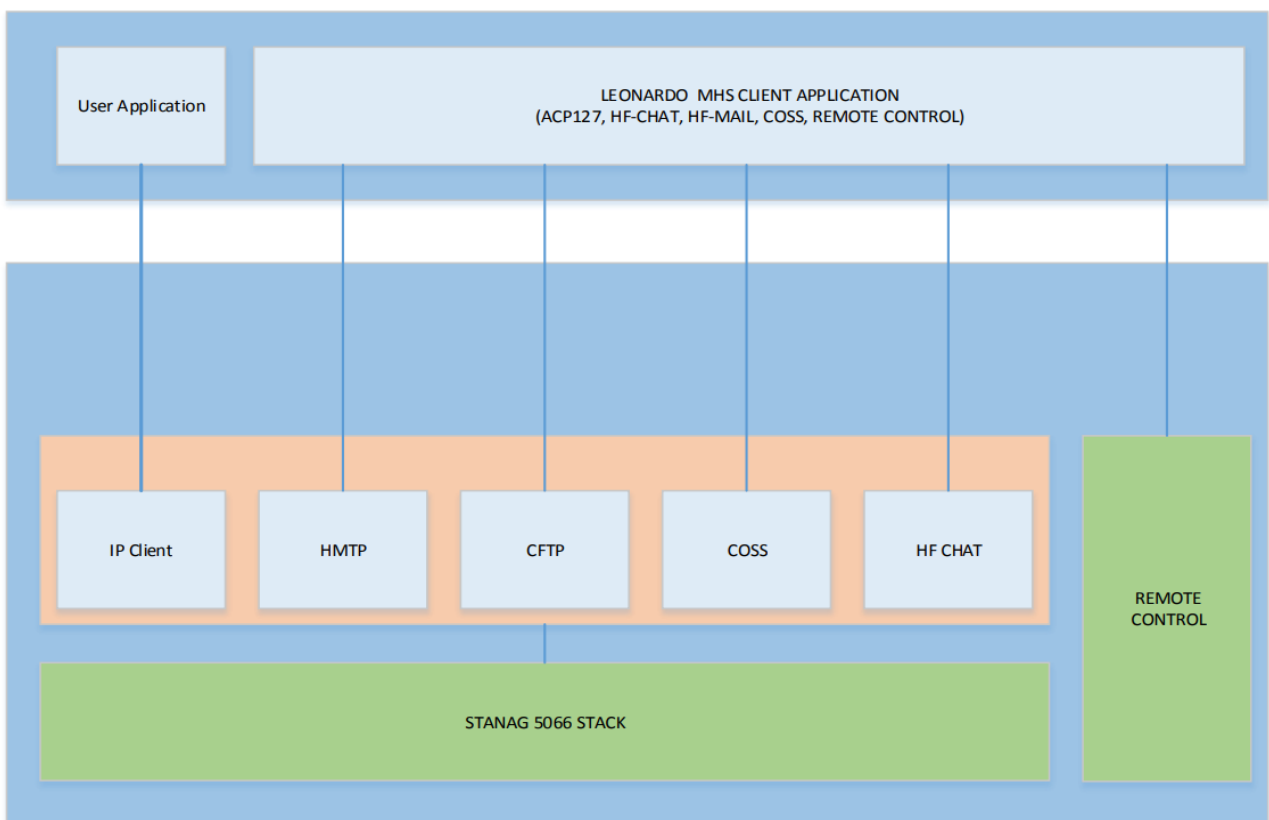 User Application
LEONARDO MHS CLIENT APPLICATION
(ACP127, HF-CHAT, HF-MAIL, COSS, REMOTE CONTROL)
IP Client
HMTP
CFTP
COSS
HF CHAT
REMOTE
CONTROL
STANAG 5066 STACK